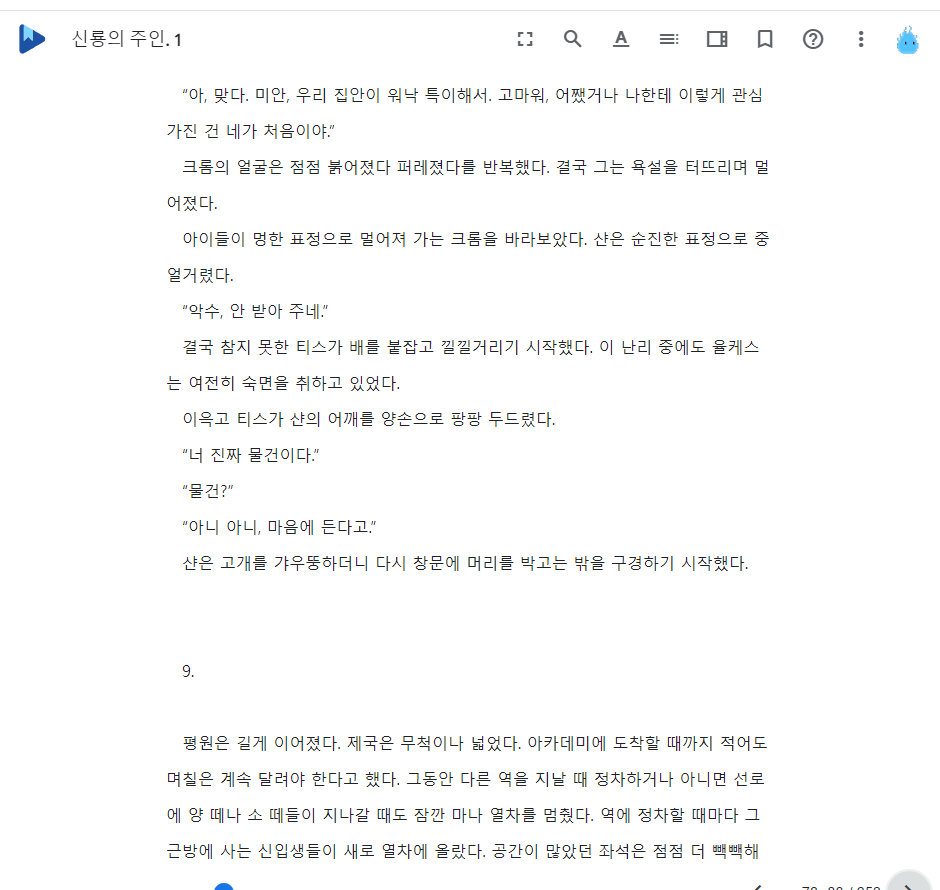 신룡의 주인. 1
“아, 맞다. 미안, 우리 집안이 워낙 특이해서. 고마워, 어쨌거나 나한테 이렇게 관심
가진 건 네가 처음이야.”
크롬의 얼굴은 점점 붉어졌다 퍼레졌다를 반복했다. 결국 그는 욕설을 터뜨리며 멀
어졌다.
아이들이 멍한 표정으로 멀어져 가는 크롬을 바라보았다. 샨은 순진한 표정으로 중
얼거렸다.
“악수, 안 받아 주네.”
결국 참지 못한 티스가 배를 붙잡고 낄낄거리기 시작했다. 이 난리 중에도 율케스
는 여전히 숙면을 취하고 있었다.
이윽고 티스가 샨의 어깨를 양손으로 팡팡 두드렸다.
“너 진짜 물건이다.”
“물건?”
“아니 아니, 마음에 든다고.”
샨은 고개를 갸우뚱하더니 다시 창문에 머리를 박고는 밖을 구경하기 시작했다.
9.
평원은 길게 이어졌다. 제국은 무척이나 넓었다. 아카데미에 도착할 때까지 적어도
며칠은 계속 달려야 한다고 했다. 그동안 다른 역을 지날 때 정차하거나 아니면 선로
에 양 떼나 소 떼들이 지나갈 때도 잠깐 마나 열차를 멈췄다. 역에 정차할 때마다 그
근방에 사는 신입생들이 새로 열차에 올랐다. 공간이 많았던 좌석은 점점 더 빽빽해